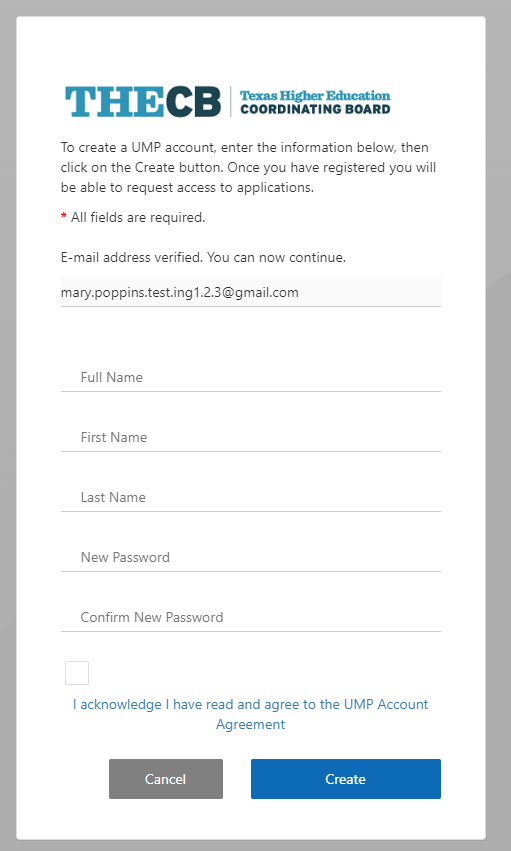 THECB
Texas Higher Education
COORDINATING BOARD
To create a UMP account, enter the information below, then
click on the Create button. Once you have registered you will
be able to request access to applications.
* All fields are required.
E-mail address verified. You can now continue.
mary.poppins.test.ing1.2.3@gmail.com
Full Name
First Name
Last Name
New Password
Confirm New Password
I acknowledge I have read and agree to the UMP Account
Agreement
Cancel
Create